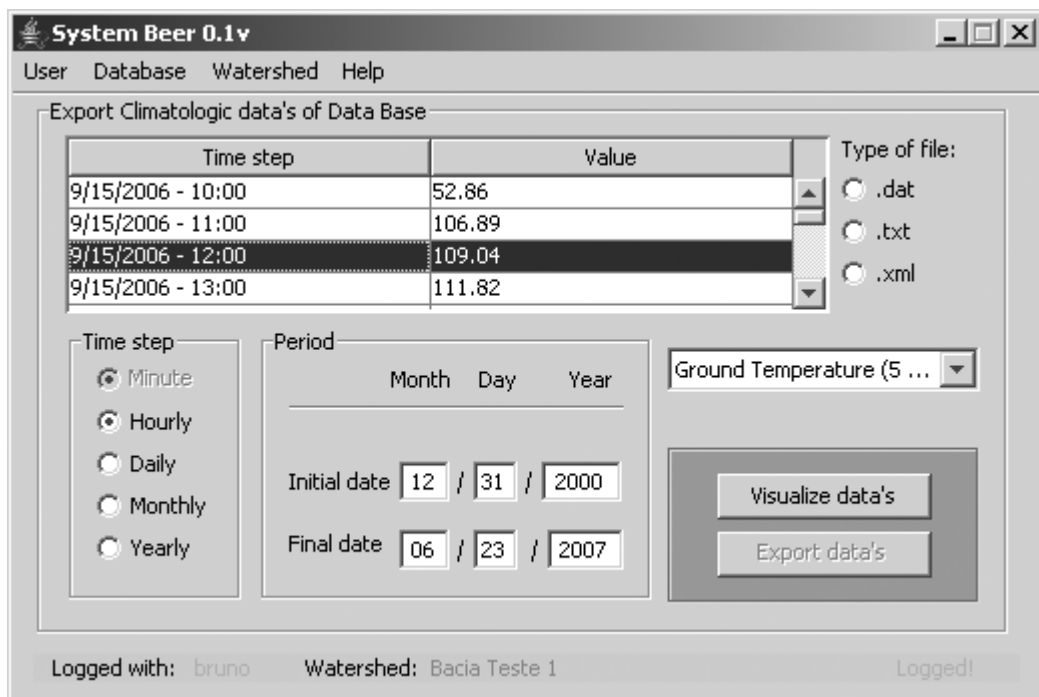 System Beer 0.1v
User Database Watershed Help
Export Climatologic data's of Data Base
Time step Value
9/15/2006 - 10:00 52.86
9/15/2006 - 11:00 106.89
9/15/2006 - 12:00 109.04
9/15/2006 - 13:00 111.82
Type of file:
.dat
.txt
.xml
Time step
Minute
Hourly
Daily
Monthly
Yearly
Period
Month Day Year
Initial date 12 / 31 / 2000
Final date 06 / 23 / 2007
Ground Temperature (5 ...
Visualize data's
Export data's
Logged with: bruno Watershed: Bacia Teste 1 Logged!